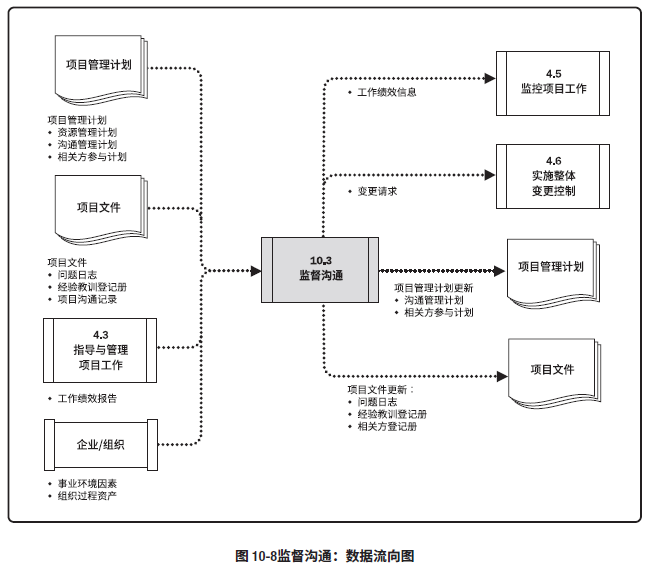 项目管理计划
项目管理计划
◆ 资源管理计划
◆ 沟通管理计划
◆ 相关方参与计划
项目文件
项目文件
◆ 问题日志
◆ 经验教训登记册
◆ 项目沟通记录
4.3
指导与管理
项目工作
◆ 工作绩效报告
企业/组织
◆ 事业环境因素
◆ 组织过程资产
10.3
监督沟通
◆ 工作绩效信息
4.5
监控项目工作
◆ 变更请求
4.6
实施整体
变更控制
项目管理计划
项目管理计划更新
◆ 沟通管理计划
◆ 相关方参与计划
项目文件
项目文件更新：
◆ 问题日志
◆ 经验教训登记册
◆ 相关方登记册
图 10-8监督沟通：数据流向图